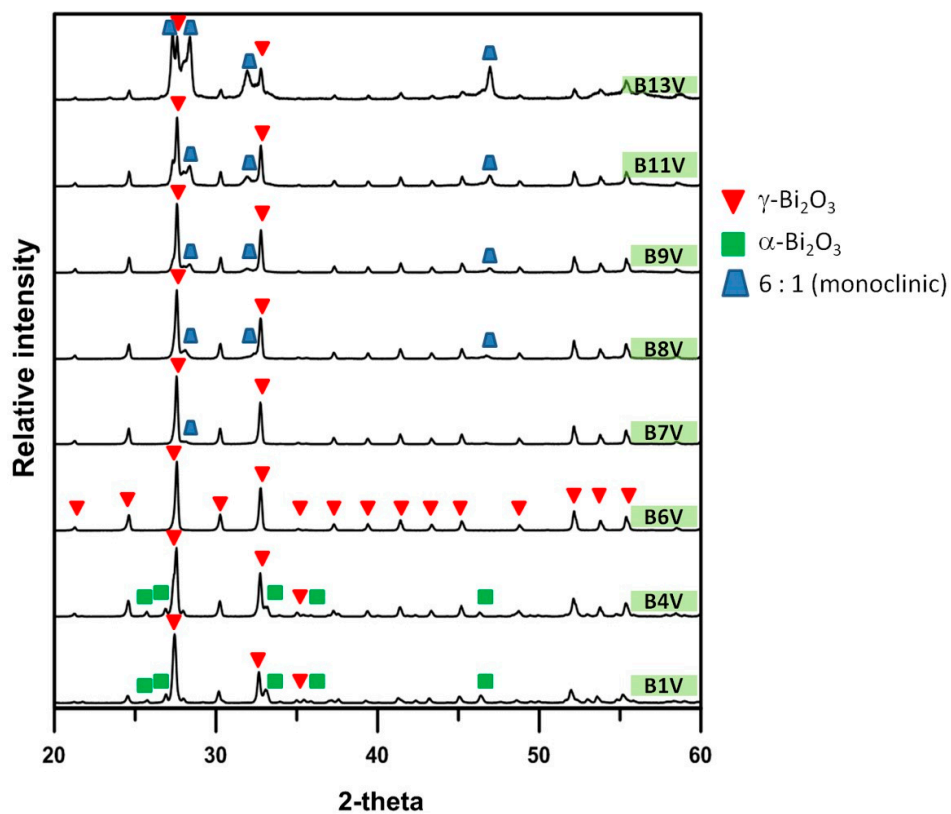 B13V
B11V
B9V
B8V
B7V
B6V
B4V
B1V
γ-Bi₂O₃
α-Bi₂O₃
6 : 1 (monoclinic)
Relative intensity
20 30 40 50 60
2-theta